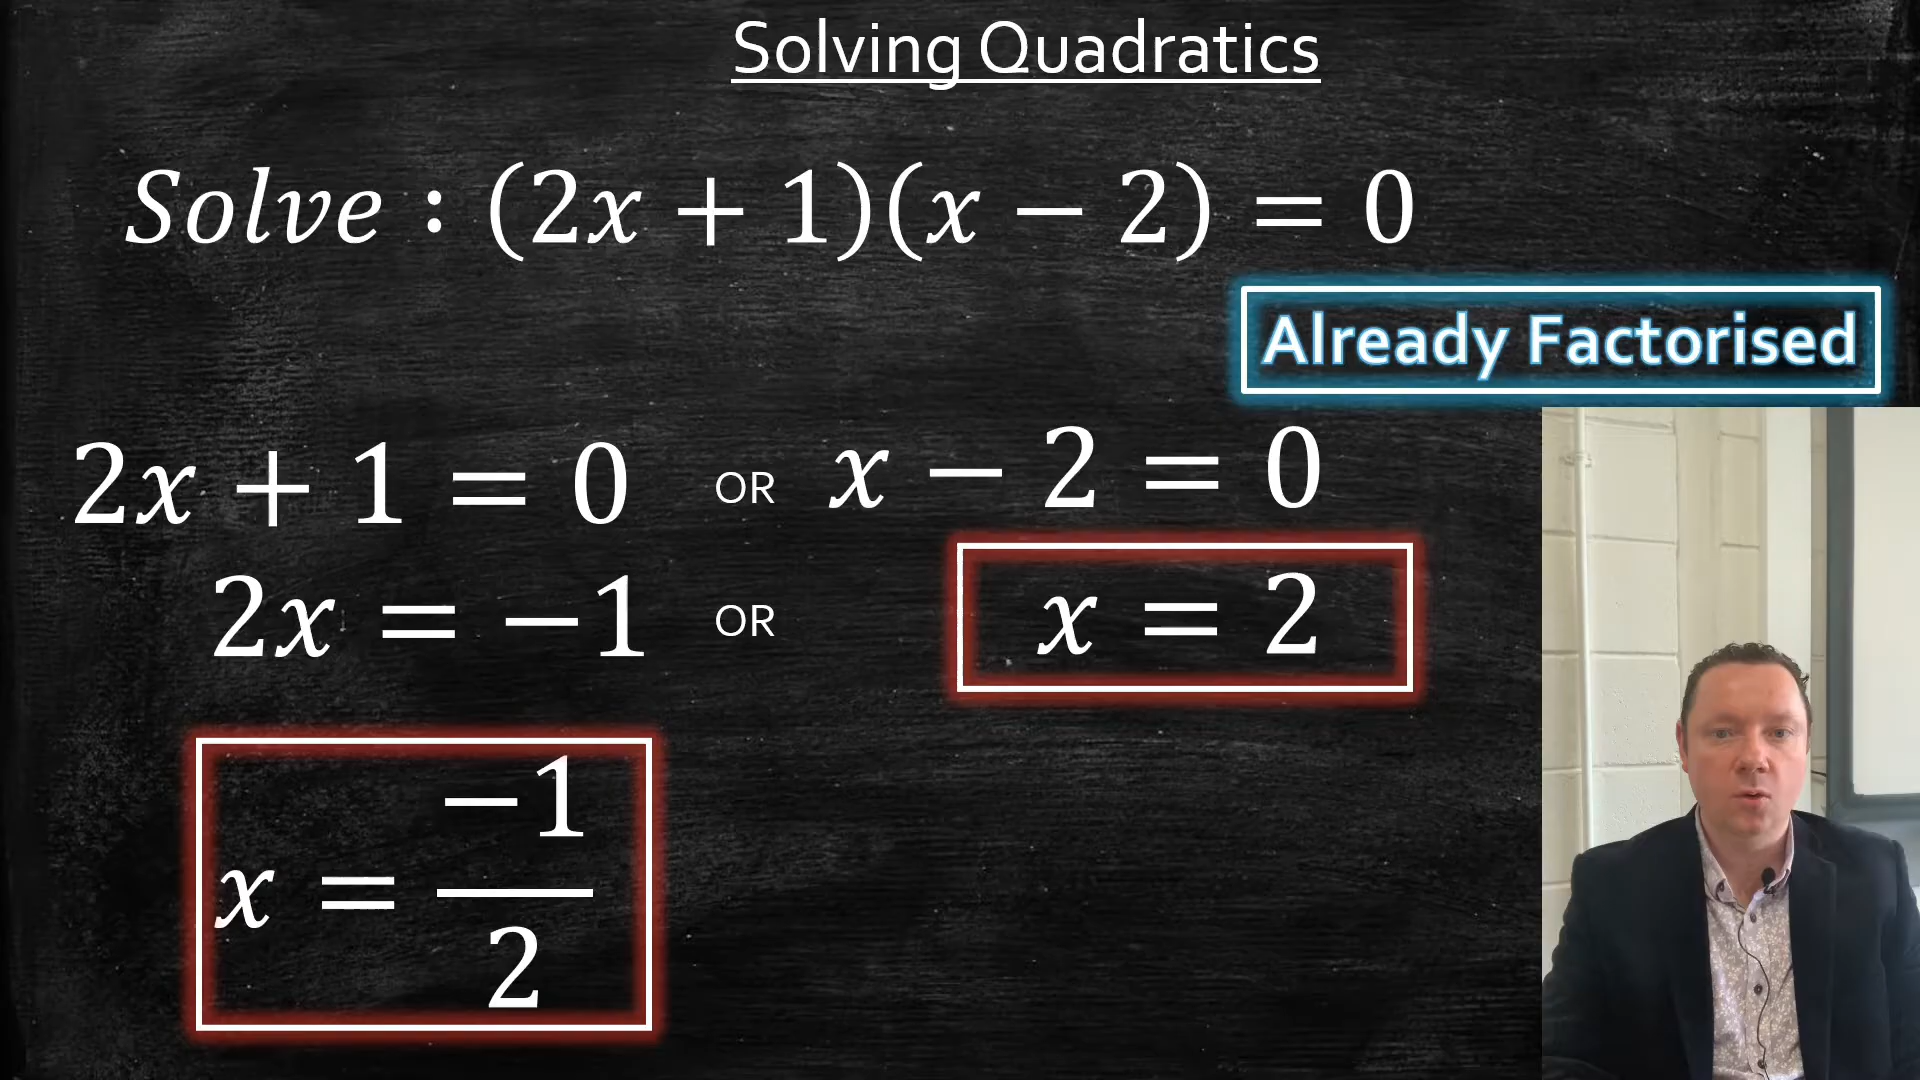 Solving Quadratics
Solve : (2x + 1)(x − 2) = 0
Already Factorised
2x + 1 = 0 OR x − 2 = 0
2x = −1 OR x = 2
x = −1/2